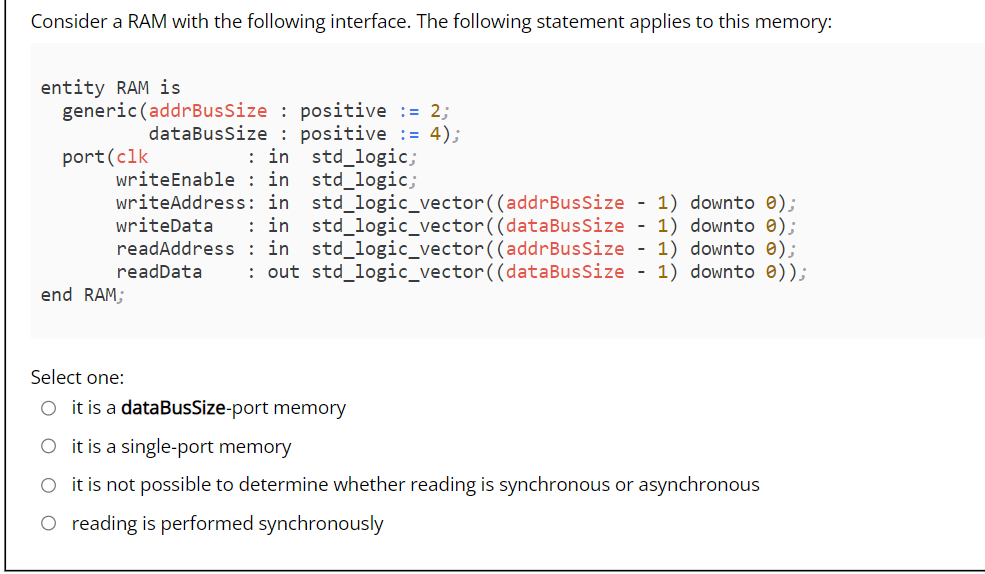 Consider a RAM with the following interface. The following statement applies to this memory:
entity RAM is
  generic(addrBusSize : positive := 2;
          dataBusSize : positive := 4);
  port(clk         : in  std_logic;
       writeEnable : in  std_logic;
       writeAddress: in  std_logic_vector((addrBusSize - 1) downto 0);
       writeData   : in  std_logic_vector((dataBusSize - 1) downto 0);
       readAddress : in  std_logic_vector((addrBusSize - 1) downto 0);
       readData    : out std_logic_vector((dataBusSize - 1) downto 0));
end RAM;
Select one:
it is a dataBusSize-port memory
it is a single-port memory
it is not possible to determine whether reading is synchronous or asynchronous
reading is performed synchronously